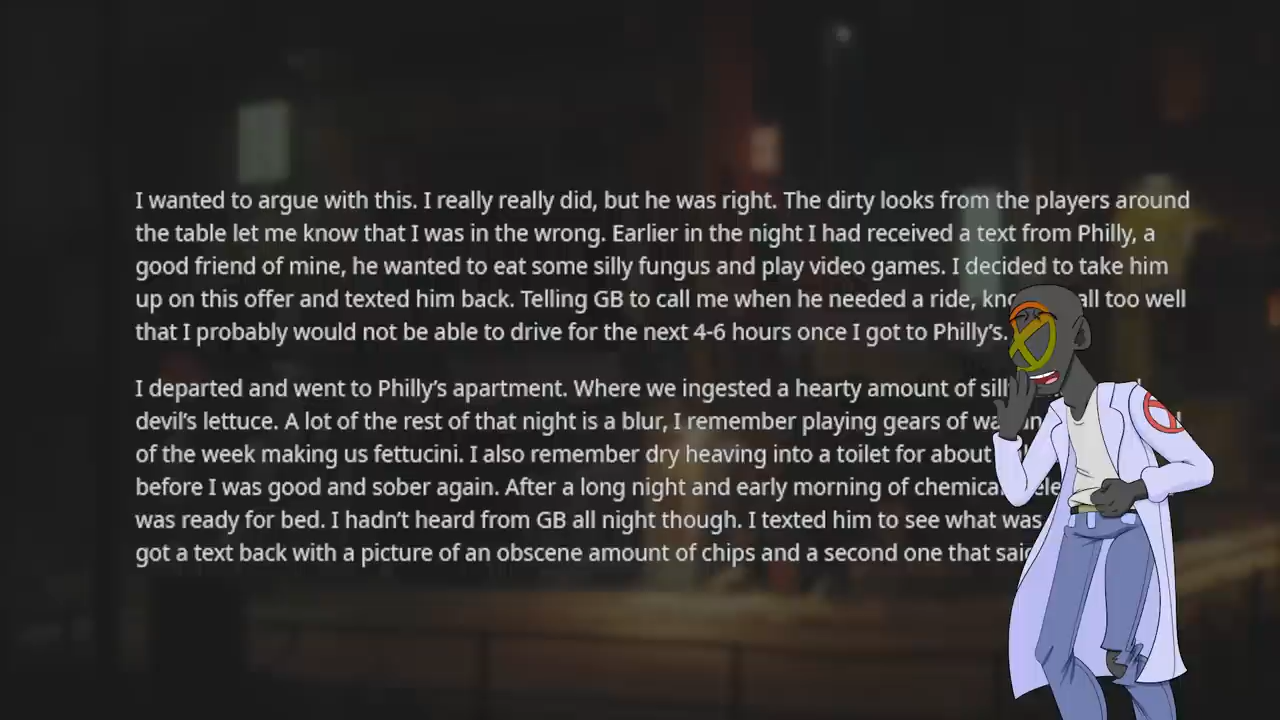 I wanted to argue with this. I really really did, but he was right. The dirty looks from the players around
the table let me know that I was in the wrong. Earlier in the night I had received a text from Philly, a
good friend of mine, he wanted to eat some silly fungus and play video games. I decided to take him
up on this offer and texted him back. Telling GB to call me when he needed a ride, all too well
that I probably would not be able to drive for the next 4-6 hours once I got to Philly’s.
I departed and went to Philly’s apartment. Where we ingested a hearty amount of
devil’s lettuce. A lot of the rest of that night is a blur, I remember playing gears of
of the week making us fettucini. I also remember dry heaving into a toilet for about
before I was good and sober again. After a long night and early morning of
was ready for bed. I hadn’t heard from GB all night though. I texted him to see what was
got a text back with a picture of an obscene amount of chips and a second one that